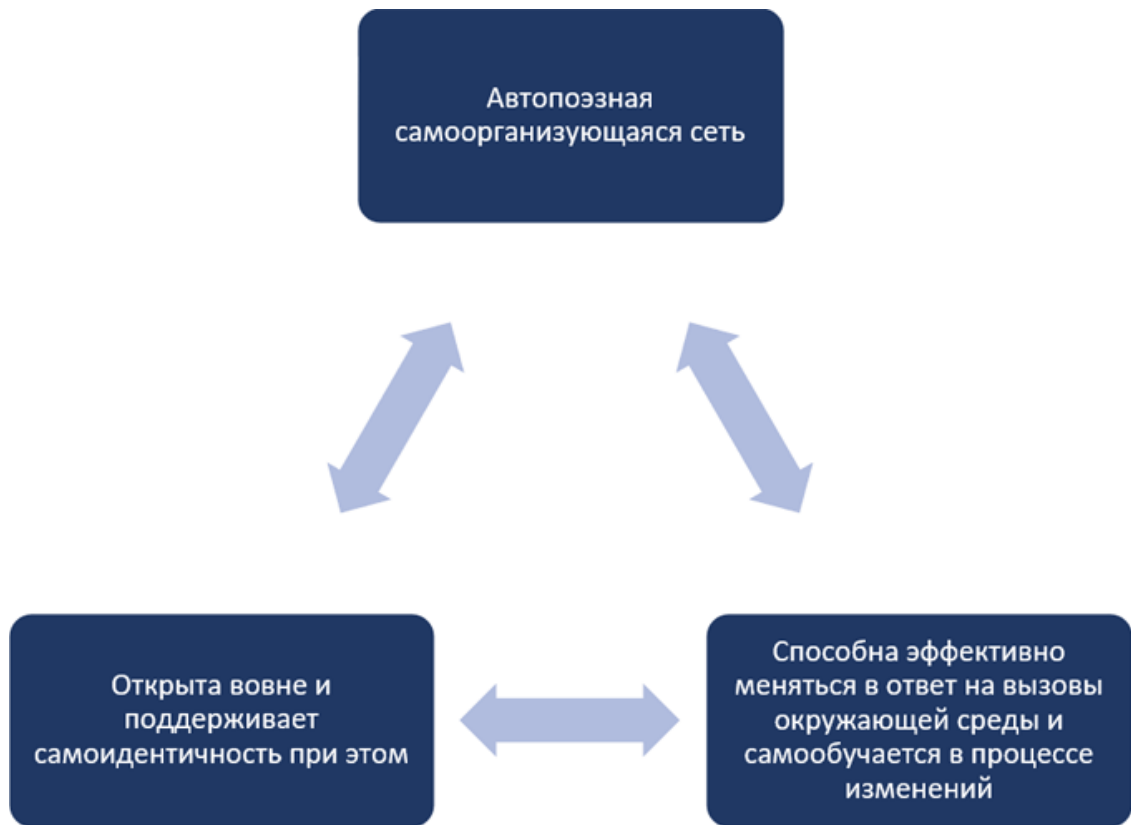 Автопоэзная
самоорганизующаяся сеть
Открыта вовне и
поддерживает
самоидентичность при этом
Способна эффективно
меняться в ответ на вызовы
окружающей среды и
самообучается в процессе
изменений